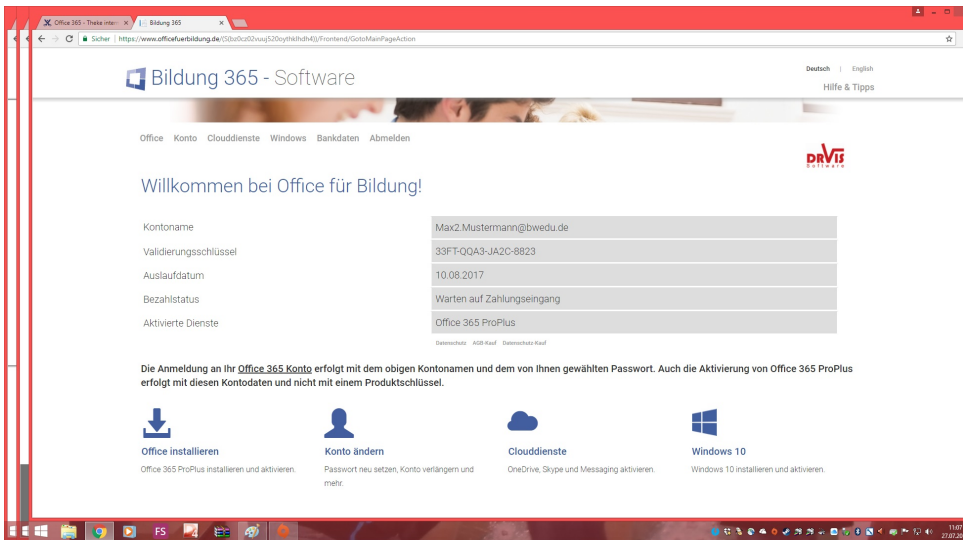 Office 365 - Theke inter
Bildung 365
Sicher
https://www.officefuerbildung.de/(S(bz0cz02vuuj520oythklhdh4))/Frontend/GotoMainPageAction
Bildung 365 - Software
Deutsch | English
Hilfe & Tipps
Office Konto Clouddienste Windows Bankdaten Abmelden
DRVIS
Software
Willkommen bei Office für Bildung!
Kontoname Max2.Mustermann@bwedu.de
Validierungsschlüssel 33FT-QQA3-JA2C-8823
Auslaufdatum 10.08.2017
Bezahlstatus Warten auf Zahlungseingang
Aktivierte Dienste Office 365 ProPlus
Datenschutz AGB-Kauf Datenschutz-Kauf
Die Anmeldung an Ihr Office 365 Konto erfolgt mit dem obigen Kontonamen und dem von Ihnen gewählten Passwort. Auch die Aktivierung von Office 365 ProPlus
erfolgt mit diesen Kontodaten und nicht mit einem Produktschlüssel.
Office installieren
Office 365 ProPlus installieren und aktivieren.
Konto ändern
Passwort neu setzen, Konto verlängern und
mehr.
Clouddienste
OneDrive, Skype und Messaging aktivieren.
Windows 10
Windows 10 installieren und aktivieren.
FS
11:07
27.07.20